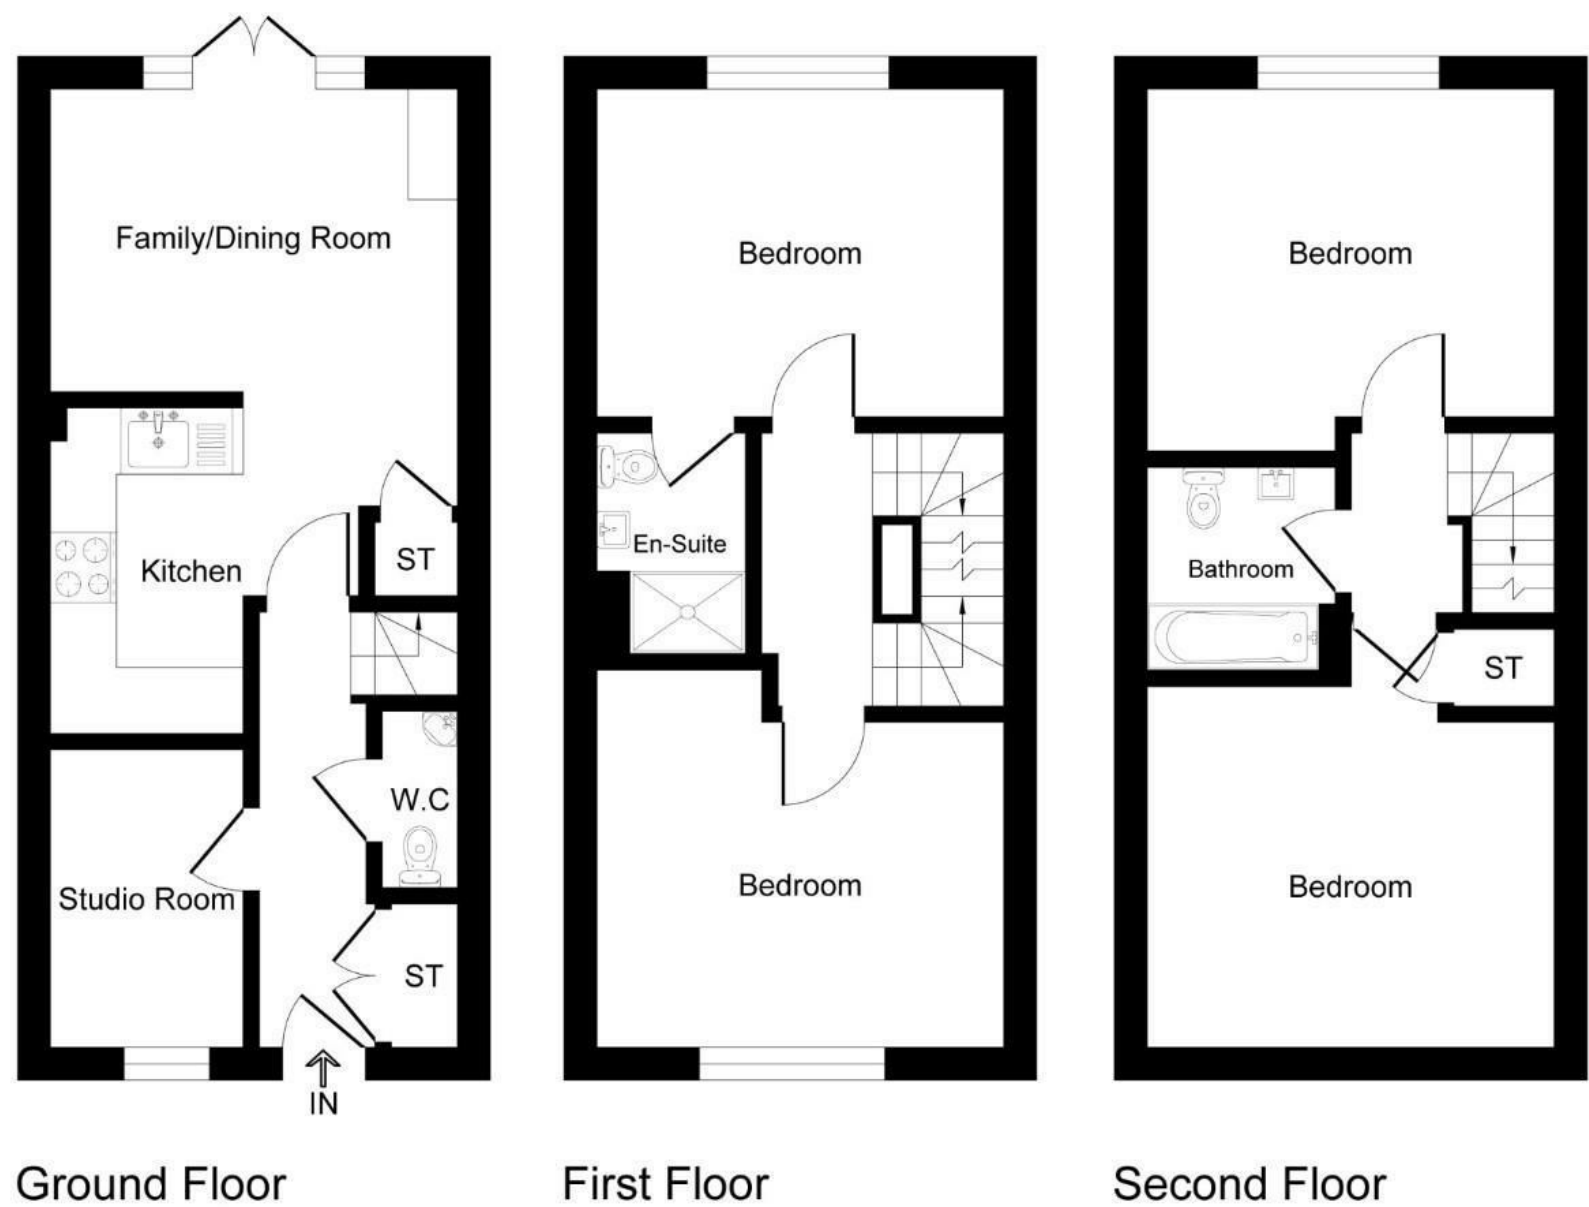 Family/Dining Room
Kitchen
ST
W.C
Studio Room
ST
IN
Ground Floor
Bedroom
En-Suite
Bedroom
First Floor
Bedroom
Bathroom
ST
Bedroom
Second Floor